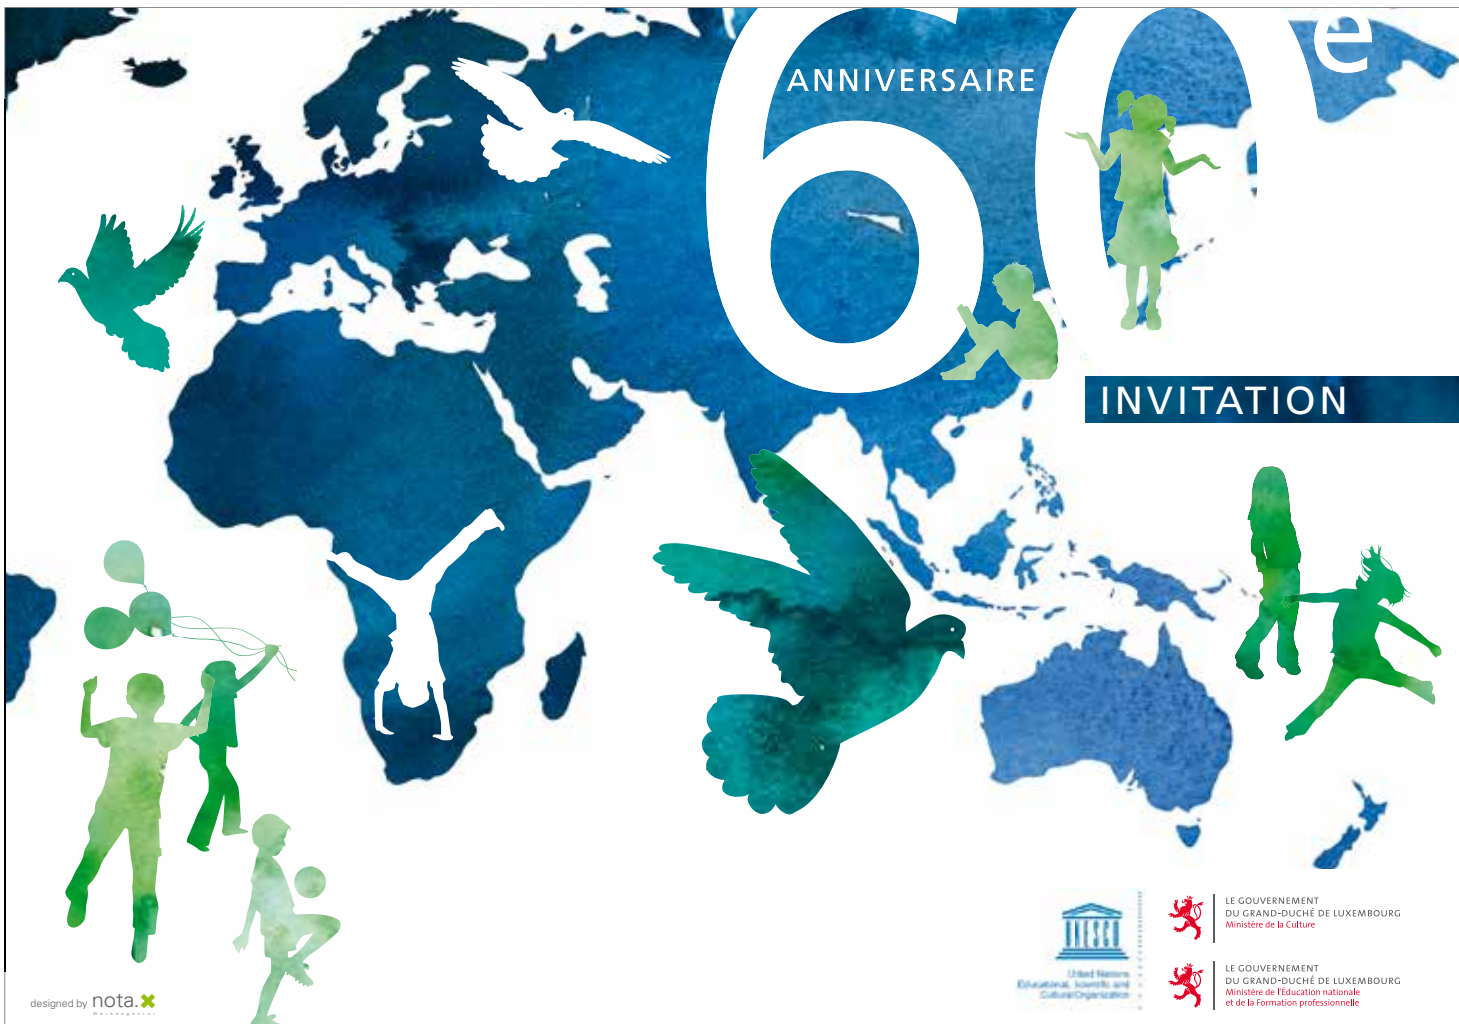 60e
ANNIVERSAIRE
INVITATION
UNESCO
United Nations
Educational, Scientific and
Cultural Organization
LE GOUVERNEMENT
DU GRAND-DUCHÉ DE LUXEMBOURG
Ministère de la Culture
LE GOUVERNEMENT
DU GRAND-DUCHÉ DE LUXEMBOURG
Ministère de l'Éducation nationale
et de la Formation professionnelle
designed by nota.x
Werbeagentur